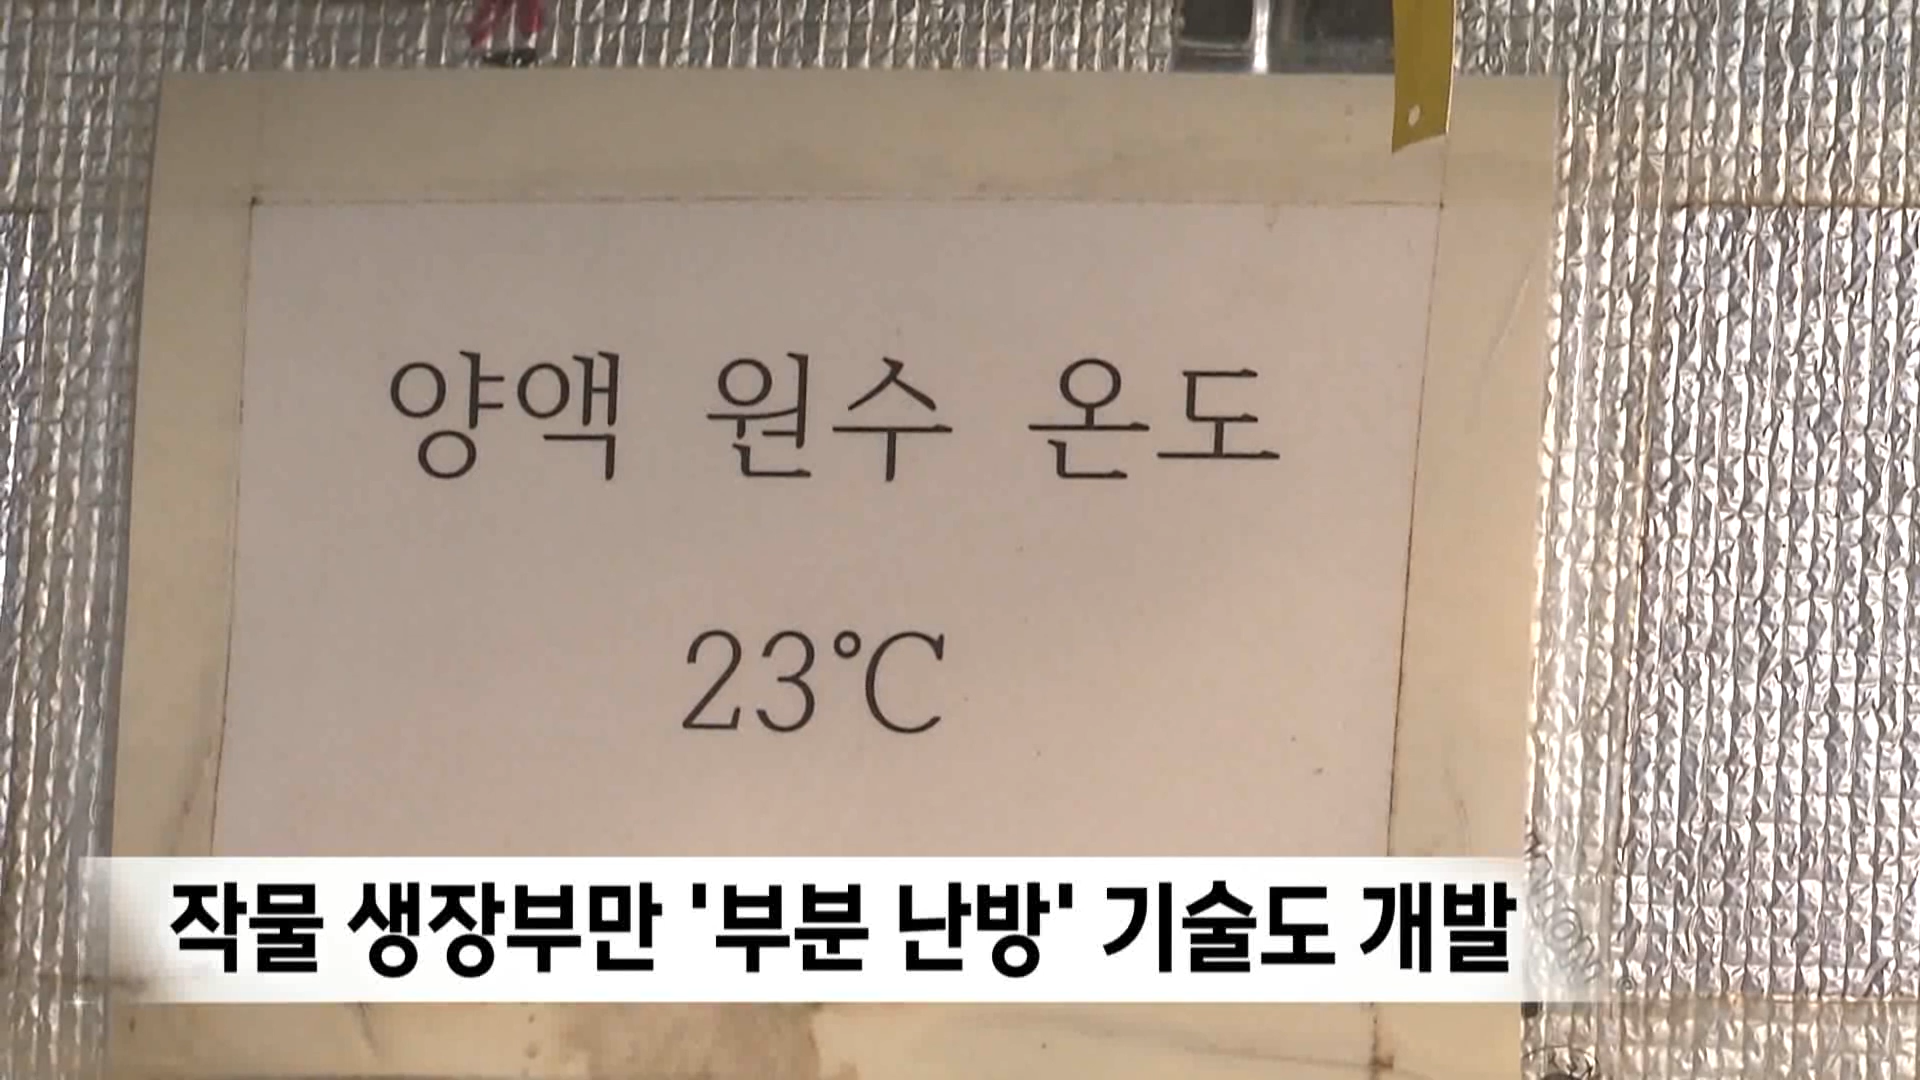 양액 원수 온도
23℃
작물 생장부만 '부분 난방' 기술도 개발